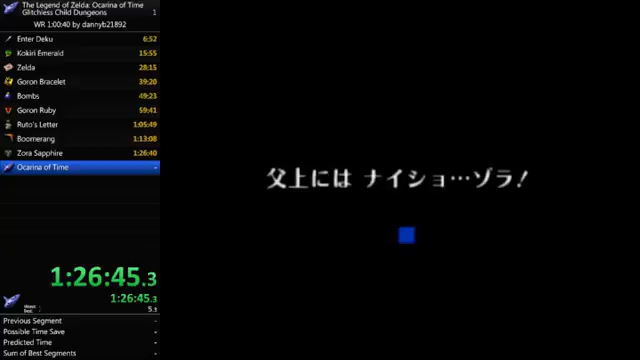 The Legend of Zelda: Ocarina of Time
Glitchless Child Dungeons 1
WR 1:00:40 by dannyb21892
Enter Deku 6:52
Kokiri Emerald 15:55
Zelda 28:15
Goron Bracelet 39:20
Bombs 49:23
Goron Ruby 59:41
Ruto's Letter 1:05:49
Boomerang 1:13:08
Zora Sapphire 1:26:40
Ocarina of Time -
父上には ナイショ…ゾラ!
1:26:45.3
1:26:45.3
5.3
Previous Segment -
Possible Time Save -
Predicted Time -
Sum of Best Segments -